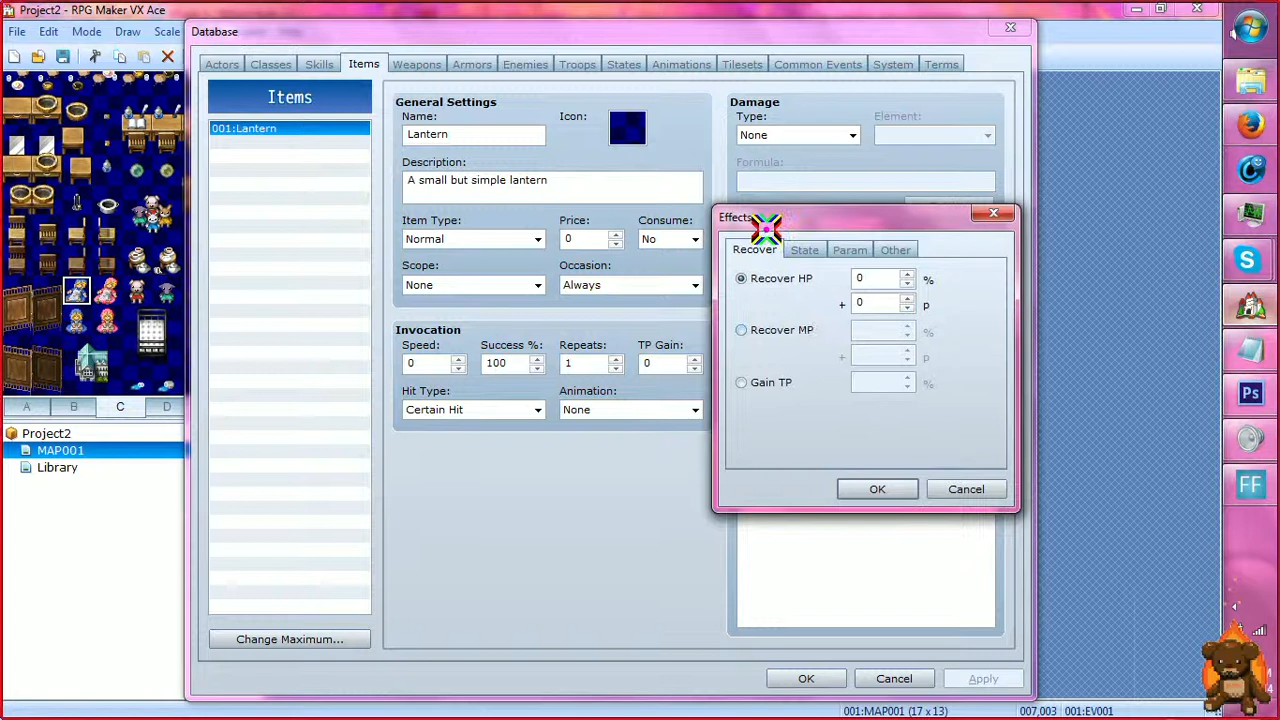 Project2 - RPG Maker VX Ace
File Edit Mode Draw Scale
Database
Actors Classes Skills Items Weapons Armors Enemies Troops States Animations Tilesets Common Events System Terms
Items
001:Lantern
Change Maximum...
General Settings
Name: Icon:
Lantern
Description:
A small but simple lantern
Item Type: Price: Consume:
Normal 0 No
Scope: Occasion:
None Always
Invocation
Speed: Success %: Repeats: TP Gain:
0 100 1 0
Hit Type: Animation:
Certain Hit None
Damage
Type: Element:
None
Formula:
Effects
Recover State Param Other
Recover HP 0 %
+ 0 p
Recover MP %
+ p
Gain TP %
OK Cancel
OK Cancel Apply
A B C D
Project2
MAP001
Library
001:MAP001 (17 x 13) 007,003 001:EV001
Ps
FF